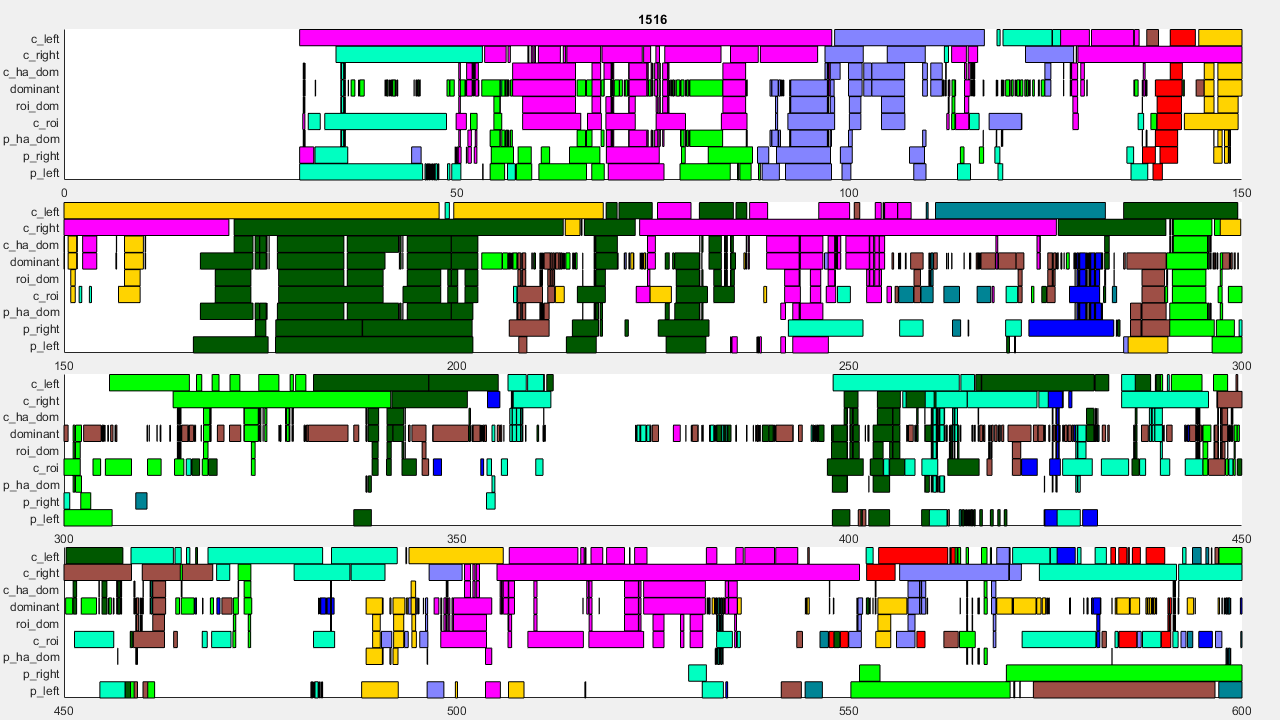 1516
c_left
c_right
c_ha_dom
dominant
roi_dom
c_roi
p_ha_dom
p_right
p_left
0 50 100 150
c_left
c_right
c_ha_dom
dominant
roi_dom
c_roi
p_ha_dom
p_right
p_left
150 200 250 300
c_left
c_right
c_ha_dom
dominant
roi_dom
c_roi
p_ha_dom
p_right
p_left
300 350 400 450
c_left
c_right
c_ha_dom
dominant
roi_dom
c_roi
p_ha_dom
p_right
p_left
450 500 550 600